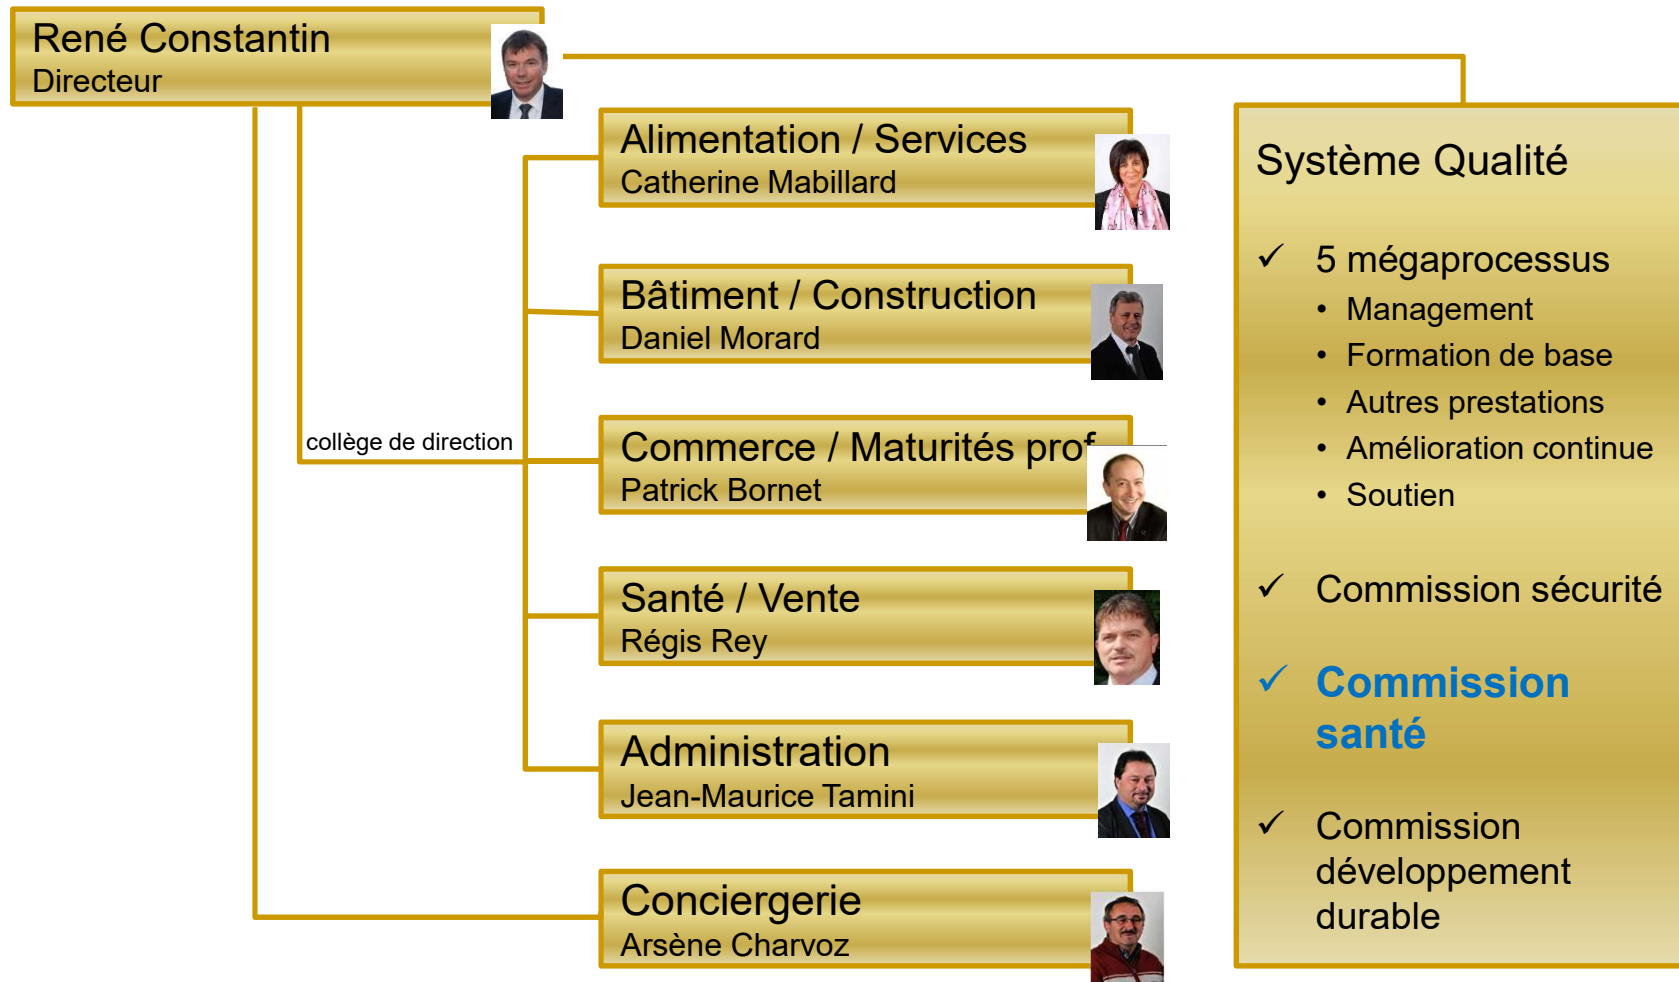 René Constantin
Directeur
Alimentation / Services
Catherine Mabillard
Bâtiment / Construction
Daniel Morard
collège de direction
Commerce / Maturités prof
Patrick Bornet
Santé / Vente
Régis Rey
Administration
Jean-Maurice Tamini
Conciergerie
Arsène Charvoz
Système Qualité
✓ 5 mégaprocessus
• Management
• Formation de base
• Autres prestations
• Amélioration continue
• Soutien
✓ Commission sécurité
✓ Commission
santé
✓ Commission
développement
durable